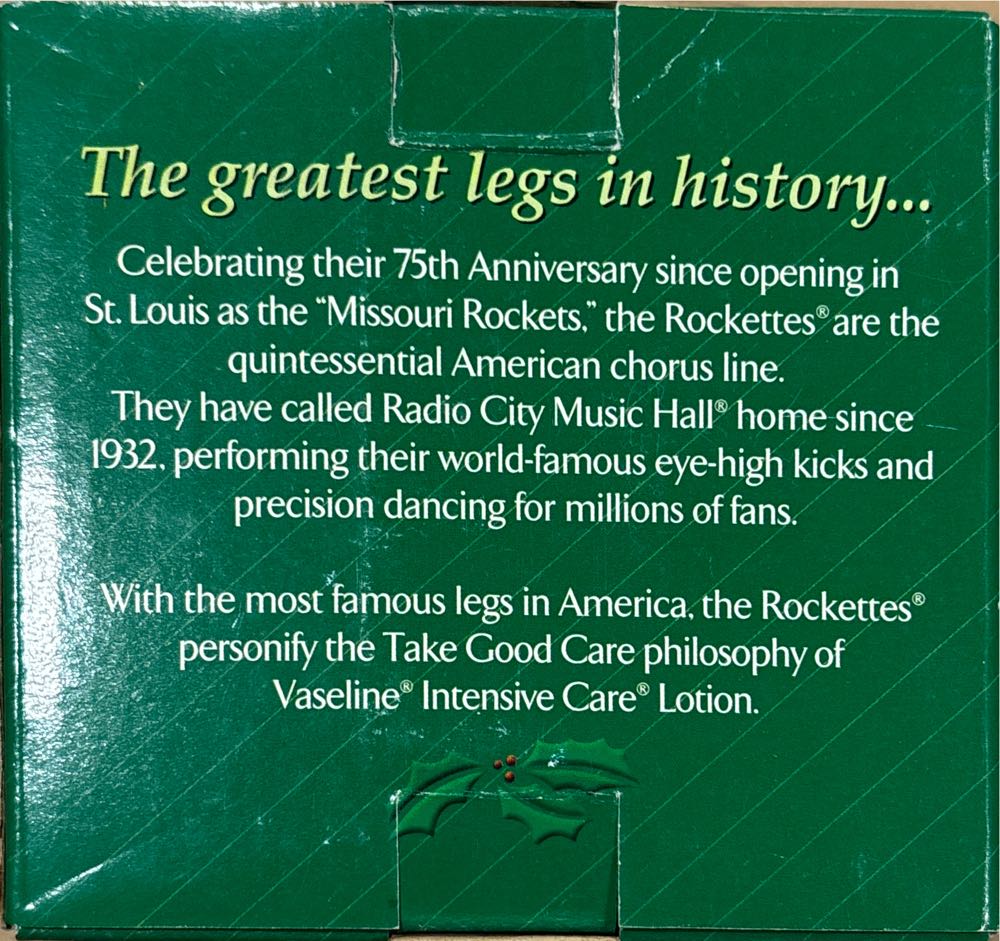 The greatest legs in history...
Celebrating their 75th Anniversary since opening in
St. Louis as the “Missouri Rockets,” the Rockettes® are the
quintessential American chorus line.
They have called Radio City Music Hall® home since
1932, performing their world-famous eye-high kicks and
precision dancing for millions of fans.
With the most famous legs in America, the Rockettes®
personify the Take Good Care philosophy of
Vaseline® Intensive Care® Lotion.